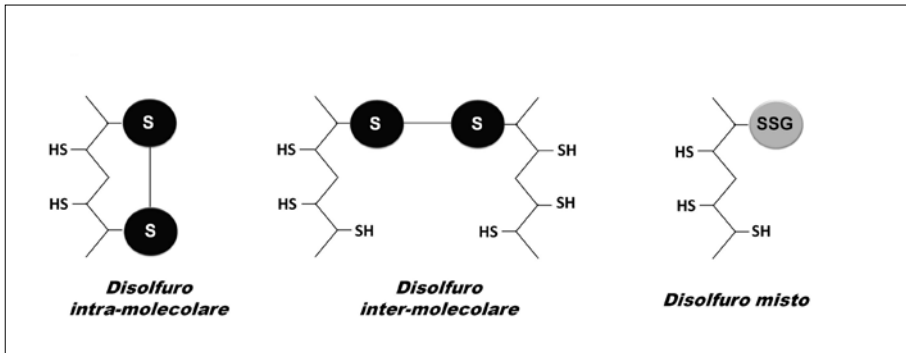 S
HS
HS
S
Disolfuro
intra-molecolare
S S
HS SH
HS SH
SH HS
Disolfuro
inter-molecolare
SSG
HS
HS
SH
Disolfuro misto